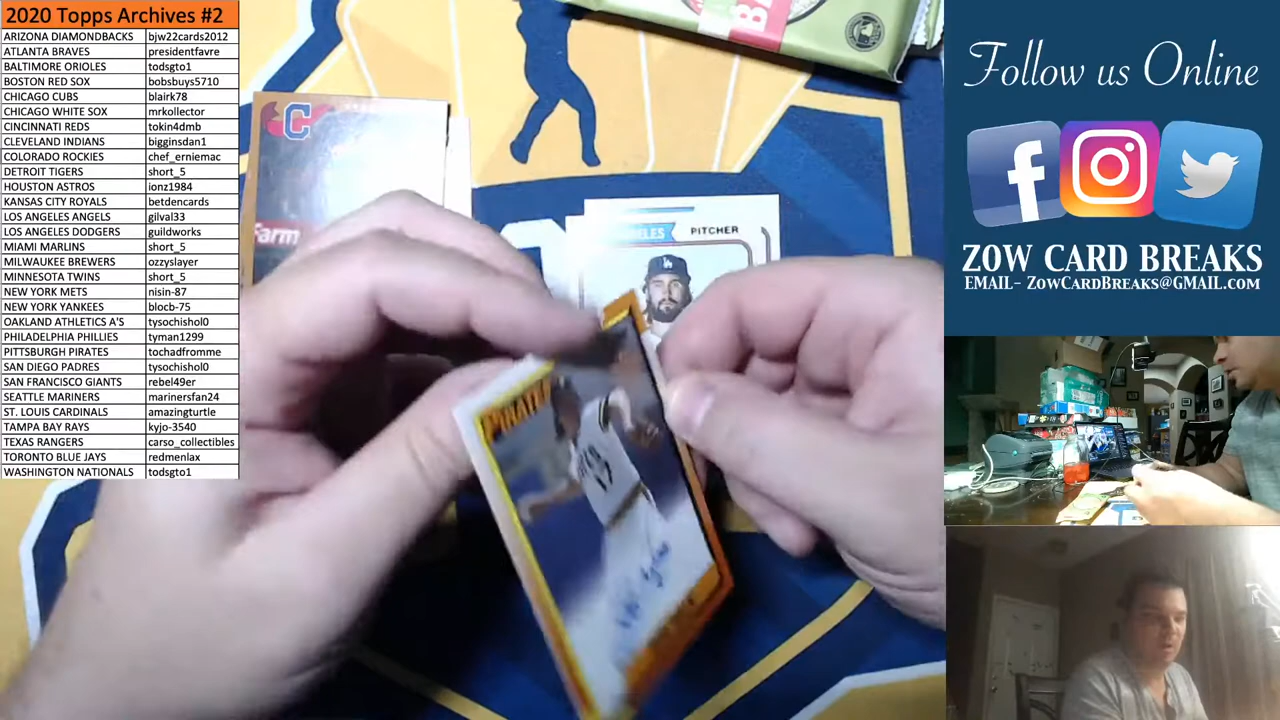 2020 Topps Archives #2
ARIZONA DIAMONDBACKS bjw22cards2012
ATLANTA BRAVES presidentfavre
BALTIMORE ORIOLES todsgto1
BOSTON RED SOX bobsbuys5710
CHICAGO CUBS blairk78
CHICAGO WHITE SOX mrkollector
CINCINNATI REDS tokin4dmb
CLEVELAND INDIANS bigginsdan1
COLORADO ROCKIES chef_erniemac
DETROIT TIGERS short_5
HOUSTON ASTROS ionz1984
KANSAS CITY ROYALS betdencards
LOS ANGELES ANGELS gilval33
LOS ANGELES DODGERS guildworks
MIAMI MARLINS short_5
MILWAUKEE BREWERS ozzyslayer
MINNESOTA TWINS short_5
NEW YORK METS nisin-87
NEW YORK YANKEES blocb-75
OAKLAND ATHLETICS A'S tysochishol0
PHILADELPHIA PHILLIES tyman1299
PITTSBURGH PIRATES tochadfromme
SAN DIEGO PADRES tysochishol0
SAN FRANCISCO GIANTS rebel49er
SEATTLE MARINERS marinersfan24
ST. LOUIS CARDINALS amazingturtle
TAMPA BAY RAYS kyjo-3540
TEXAS RANGERS carso_collectibles
TORONTO BLUE JAYS redmenlax
WASHINGTON NATIONALS todsgto1
C
Farm
PITCHER
LA
Follow us Online
f
ZOW CARD BREAKS
EMAIL- ZowCardBreaks@GMAIL.com